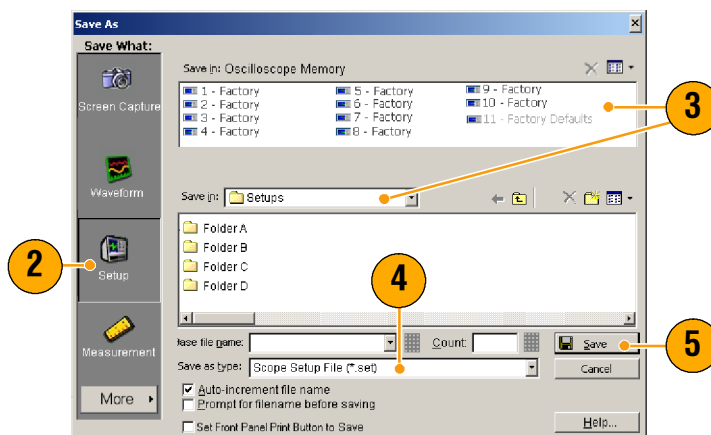 Save As
Save What:
Screen Capture
Waveform
Setup
Measurement
More
Save in: Oscilloscope Memory
1 - Factory
2 - Factory
3 - Factory
4 - Factory
5 - Factory
6 - Factory
7 - Factory
8 - Factory
9 - Factory
10 - Factory
11 - Factory Defaults
3
Save in: Setups
Folder A
Folder B
Folder C
Folder D
2
4
ase file name:
Count:
Save
5
Save as type: Scope Setup File (*.set)
Cancel
Auto-increment file name
Prompt for filename before saving
Set Front Panel Print Button to Save
Help...